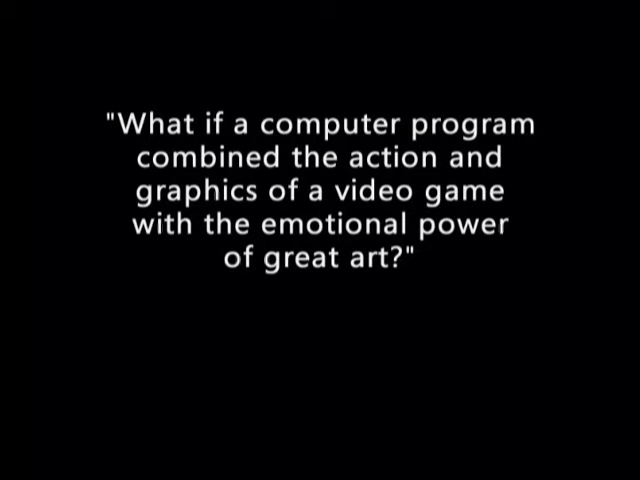 "What if a computer program
combined the action and
graphics of a video game
with the emotional power
of great art?"